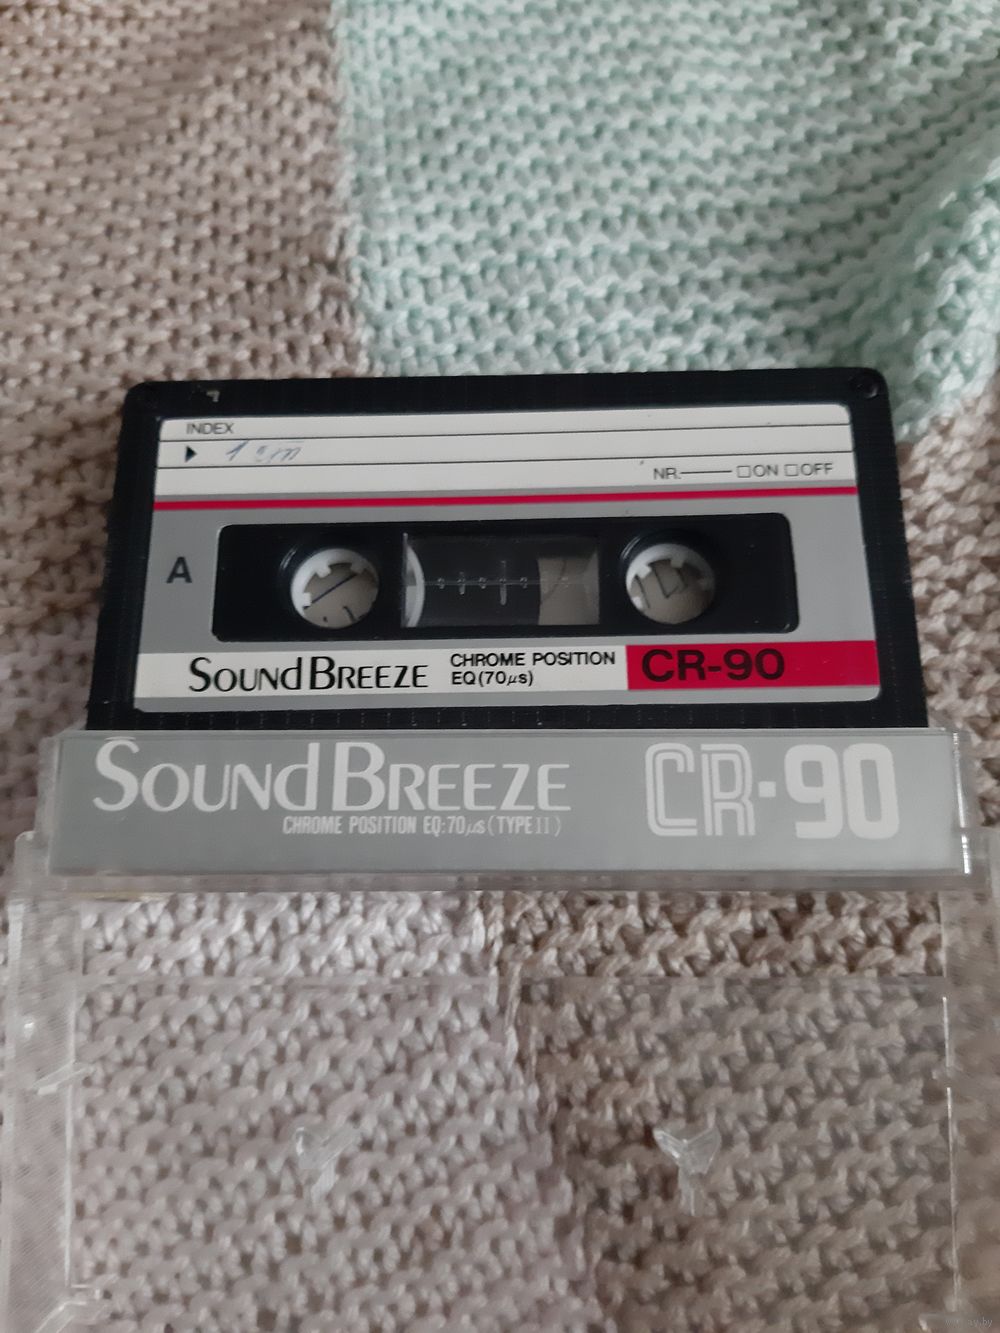 INDEX
NR. ON OFF
A
SOUND BREEZE
CHROME POSITION
EQ (70µs)
CR-90
SOUND BREEZE
CR-90
CHROME POSITION EQ:70µs (TYPE II)